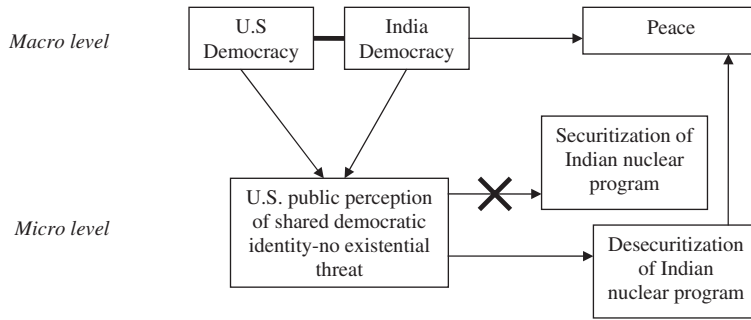 Macro level
U.S
Democracy
India
Democracy
Peace
Securitization of
Indian nuclear
program
Micro level
U.S. public perception
of shared democratic
identity-no existential
threat
Desecuritization
of Indian
nuclear program